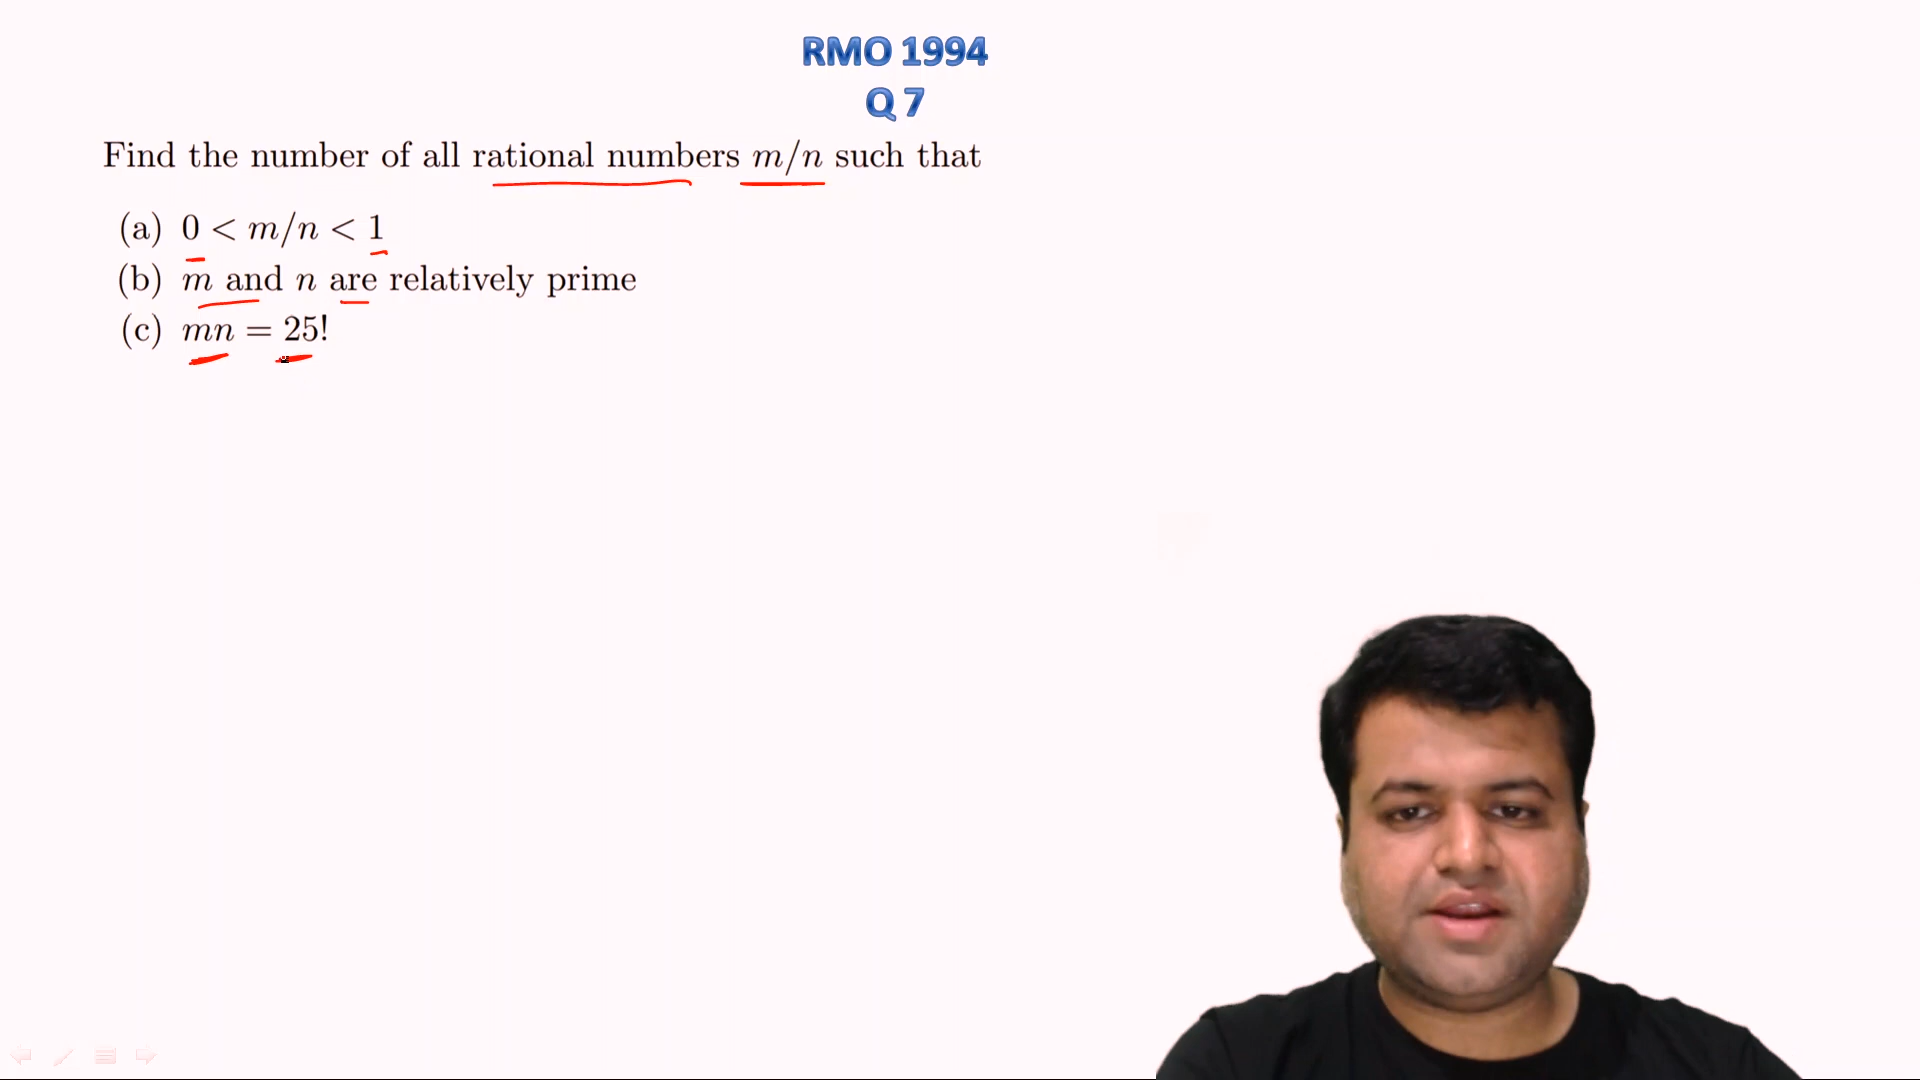 RMO 1994
Q 7
Find the number of all rational numbers m/n such that
(a) 0 < m/n < 1
(b) m and n are relatively prime
(c) mn = 25!